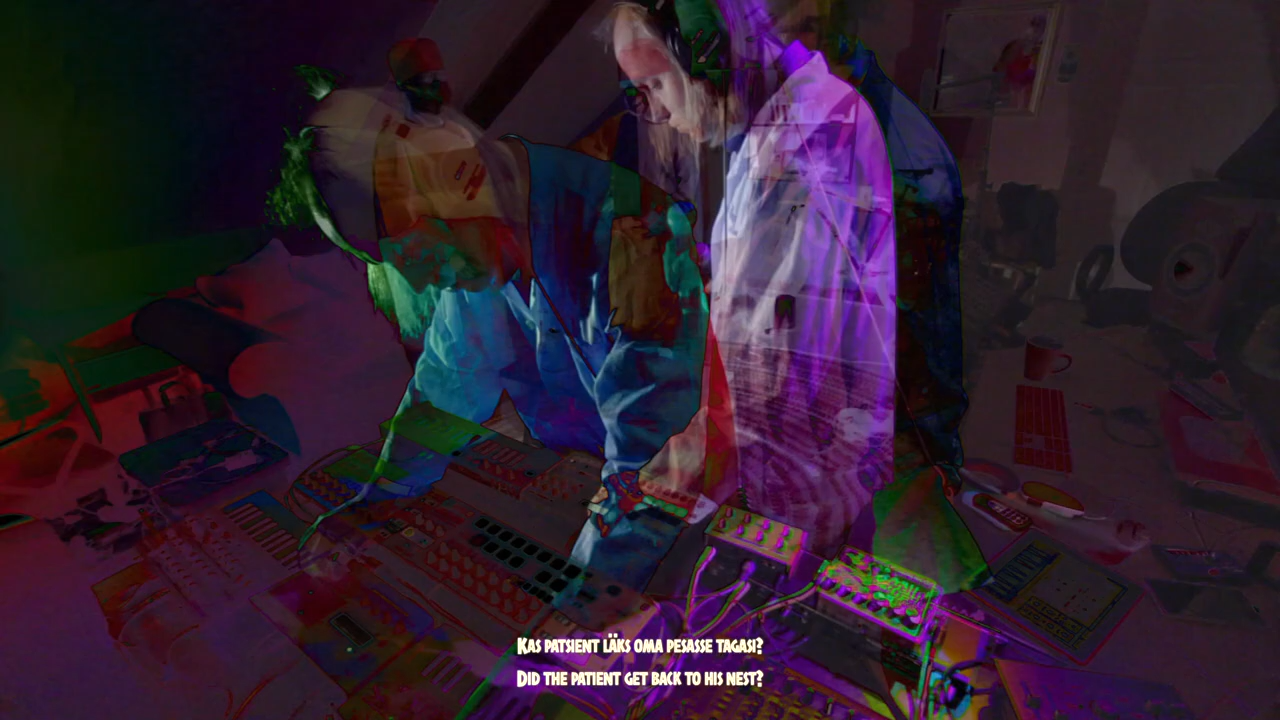 KAS PATSIENT LÄKS OMA PESASSE TAGASI?
DID THE PATIENT GET BACK TO HIS NEST?